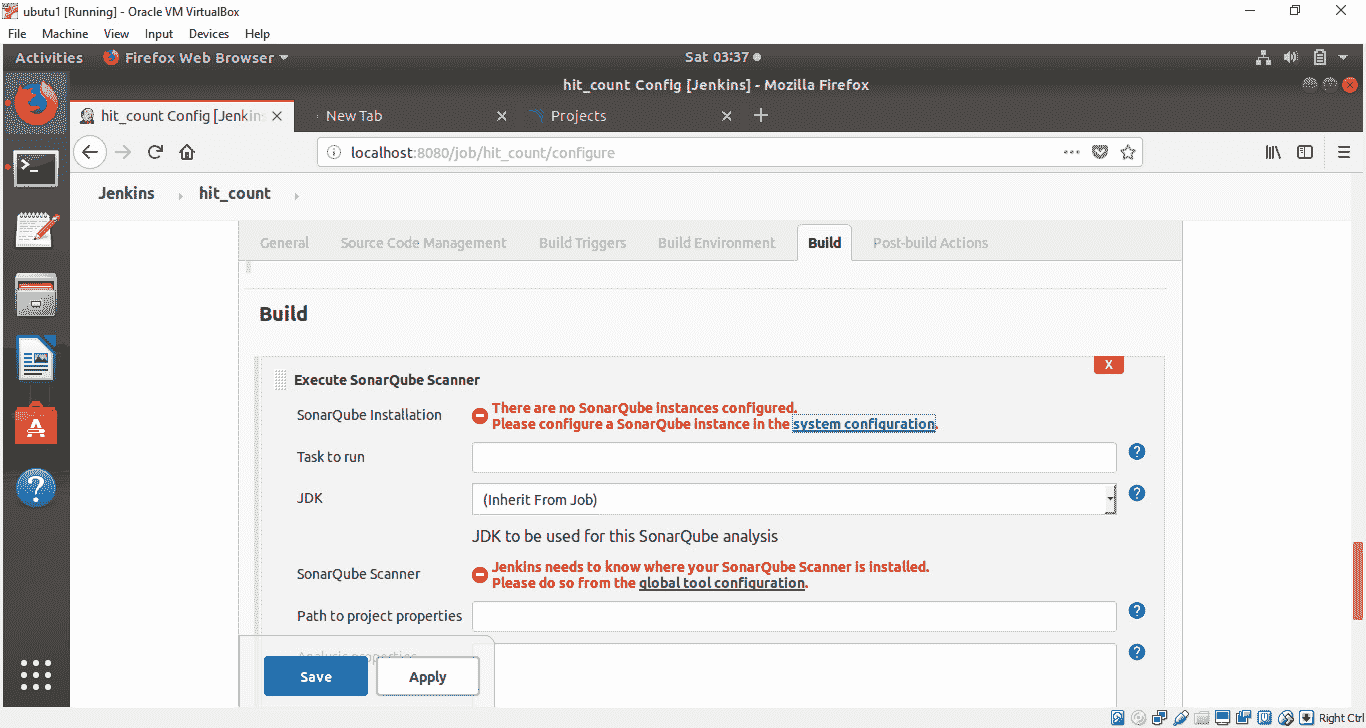 ubutu1 [Running] - Oracle VM VirtualBox
File Machine View Input Devices Help
Activities Firefox Web Browser Sat 03:37
hit_count Config [Jenkins] - Mozilla Firefox
hit_count Config [Jenkins New Tab Projects
localhost:8080/job/hit_count/configure
Jenkins hit_count
General Source Code Management Build Triggers Build Environment Build Post-build Actions
Build
Execute SonarQube Scanner
X
SonarQube Installation
There are no SonarQube instances configured.
Please configure a SonarQube instance in the system configuration.
Task to run
JDK
(Inherit From Job)
JDK to be used for this SonarQube analysis
SonarQube Scanner
Jenkins needs to know where your SonarQube Scanner is installed.
Please do so from the global tool configuration.
Path to project properties
Analysis properties
Save Apply
Right Ctrl